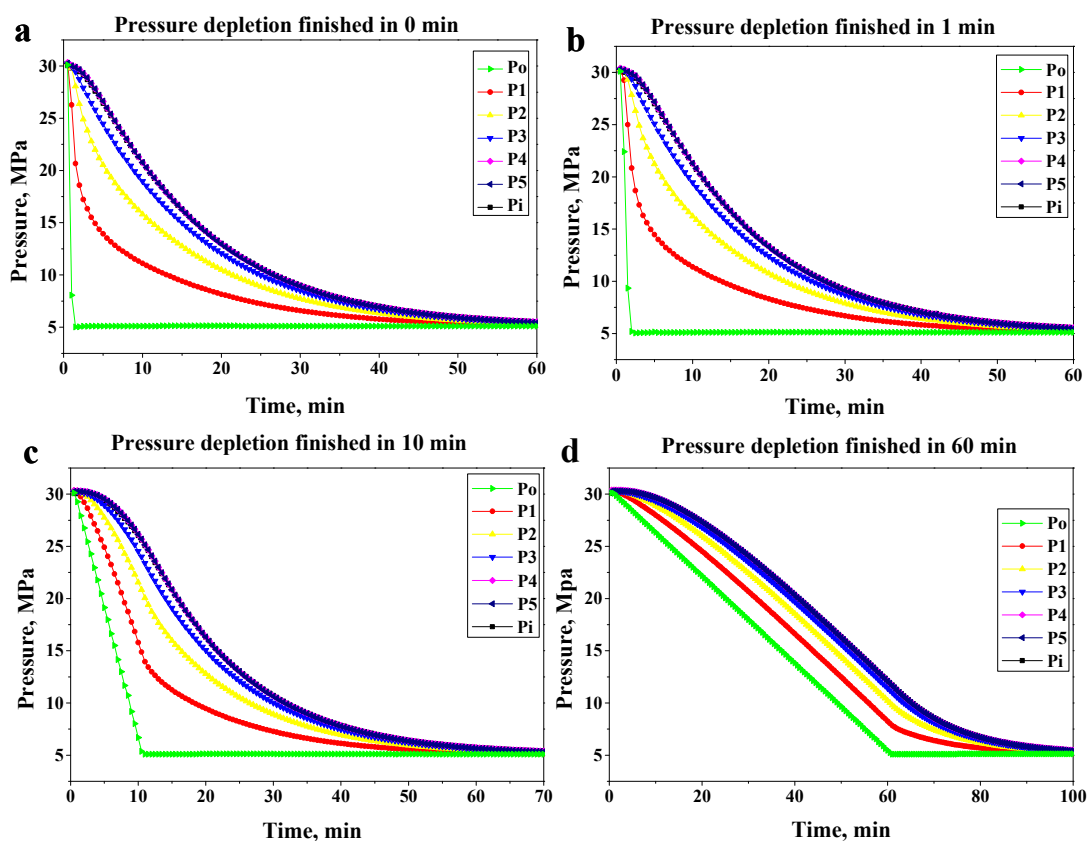 a
Pressure depletion finished in 0 min
Pressure, MPa
30
25
20
15
10
5
0 10 20 30 40 50 60
Time, min
Po
P1
P2
P3
P4
P5
Pi
b
Pressure depletion finished in 1 min
Pressure, MPa
30
25
20
15
10
5
0 10 20 30 40 50 60
Time, min
Po
P1
P2
P3
P4
P5
Pi
c
Pressure depletion finished in 10 min
Pressure, MPa
30
25
20
15
10
5
0 10 20 30 40 50 60 70
Time, min
Po
P1
P2
P3
P4
P5
Pi
d
Pressure depletion finished in 60 min
Pressure, Mpa
30
25
20
15
10
5
0 20 40 60 80 100
Time, min
Po
P1
P2
P3
P4
P5
Pi